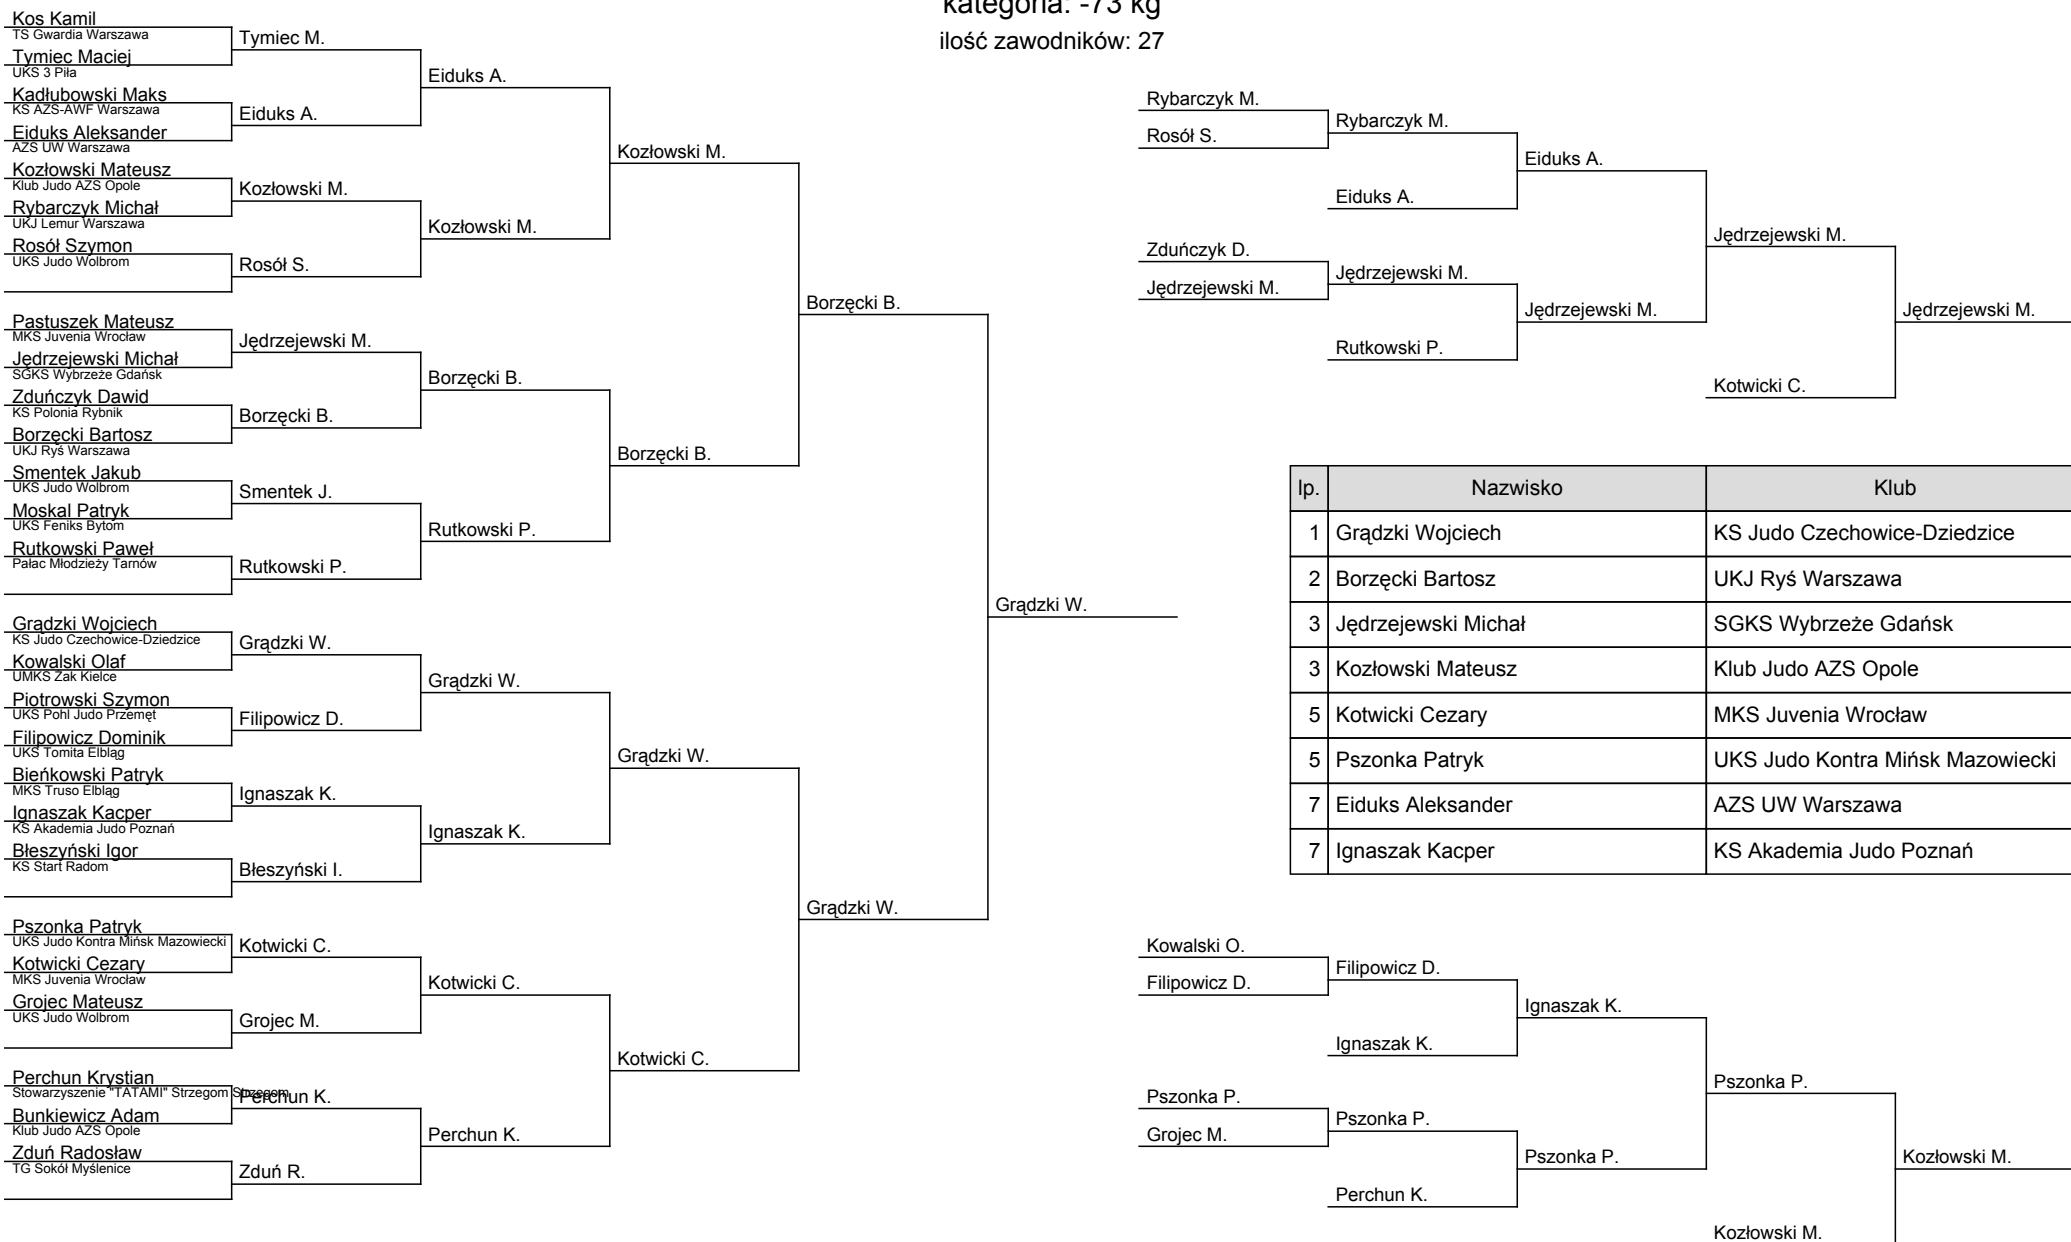 kategoria: -73 kg
ilość zawodników: 27
Kos Kamil
TS Gwardia Warszawa
Tymiec Maciej
UKS 3 Piła
Kadłubowski Maks
KS AZS-AWF Warszawa
Eiduks Aleksander
AZS UW Warszawa
Kozłowski Mateusz
Klub Judo AZS Opole
Rybarczyk Michał
UKJ Lemur Warszawa
Rosół Szymon
UKS Judo Wolbrom
Pastuszek Mateusz
MKS Juvenia Wrocław
Jędrzejewski Michał
SGKS Wybrzeże Gdańsk
Zduńczyk Dawid
KS Polonia Rybnik
Borzęcki Bartosz
UKJ Ryś Warszawa
Smentek Jakub
UKS Judo Wolbrom
Moskal Patryk
UKS Feniks Bytom
Rutkowski Paweł
Pałac Młodzieży Tarnów
Grądzki Wojciech
KS Judo Czechowice-Dziedzice
Kowalski Olaf
UMKS Żak Kielce
Piotrowski Szymon
UKS Pohl Judo Przemęt
Filipowicz Dominik
UKS Tomita Elbląg
Bieńkowski Patryk
MKS Truso Elbląg
Ignaszak Kacper
KS Akademia Judo Poznań
Błeszyński Igor
KS Start Radom
Pszonka Patryk
UKS Judo Kontra Mińsk Mazowiecki
Kotwicki Cezary
MKS Juvenia Wrocław
Grojec Mateusz
UKS Judo Wolbrom
Perchun Krystian
Stowarzyszenie "TATAMI" Strzegom Strzegom
Bunkiewicz Adam
Klub Judo AZS Opole
Zduń Radosław
TG Sokół Myślenice
Tymiec M.
Eiduks A.
Kozłowski M.
Rosół S.
Jędrzejewski M.
Borzęcki B.
Smentek J.
Rutkowski P.
Grądzki W.
Filipowicz D.
Ignaszak K.
Błeszyński I.
Kotwicki C.
Grojec M.
Perchun K.
Zduń R.
Eiduks A.
Kozłowski M.
Borzęcki B.
Rutkowski P.
Grądzki W.
Ignaszak K.
Kotwicki C.
Perchun K.
Kozłowski M.
Borzęcki B.
Grądzki W.
Kotwicki C.
Borzęcki B.
Grądzki W.
Grądzki W.
Rybarczyk M.
Rosół S.
Zduńczyk D.
Jędrzejewski M.
Rybarczyk M.
Eiduks A.
Jędrzejewski M.
Rutkowski P.
Eiduks A.
Jędrzejewski M.
Jędrzejewski M.
Kotwicki C.
Jędrzejewski M.
lp. Nazwisko Klub
1 Grądzki Wojciech KS Judo Czechowice-Dziedzice
2 Borzęcki Bartosz UKJ Ryś Warszawa
3 Jędrzejewski Michał SGKS Wybrzeże Gdańsk
3 Kozłowski Mateusz Klub Judo AZS Opole
5 Kotwicki Cezary MKS Juvenia Wrocław
5 Pszonka Patryk UKS Judo Kontra Mińsk Mazowiecki
7 Eiduks Aleksander AZS UW Warszawa
7 Ignaszak Kacper KS Akademia Judo Poznań
Kowalski O.
Filipowicz D.
Pszonka P.
Grojec M.
Filipowicz D.
Ignaszak K.
Pszonka P.
Perchun K.
Ignaszak K.
Pszonka P.
Pszonka P.
Kozłowski M.
Kozłowski M.